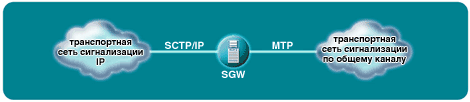 транспортная
сеть сигнализации
IP
SCTP/IP
SGW
MTP
транспортная
сеть сигнализации
по общему каналу